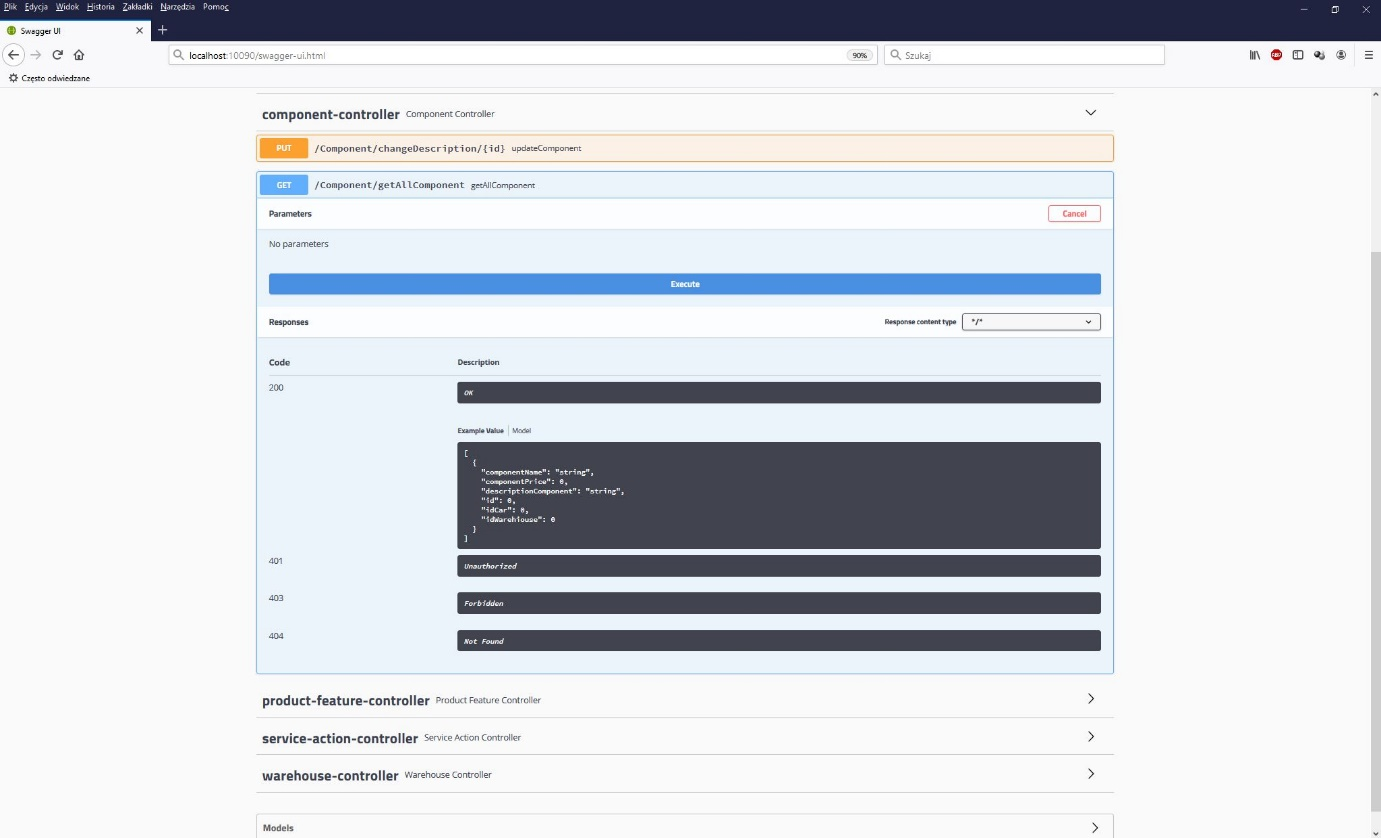 Plik Edycja Widok Historia Zakładki Narzędzia Pomoc
Swagger UI
localhost:10090/swagger-ui.html 90% Szukaj
ABP
Często odwiedzane
component-controller Component Controller
PUT /Component/changeDescription/{id} updateComponent
GET /Component/getAllComponent getAllComponent
Parameters Cancel
No parameters
Execute
Responses Response content type */*
Code Description
200 OK
Example Value Model
[
{
"componentName": "string",
"componentPrice": 0,
"descriptionComponent": "string",
"id": 0,
"idCar": 0,
"idWarehiouse": 0
}
]
401 Unauthorized
403 Forbidden
404 Not Found
product-feature-controller Product Feature Controller
service-action-controller Service Action Controller
warehouse-controller Warehouse Controller
Models